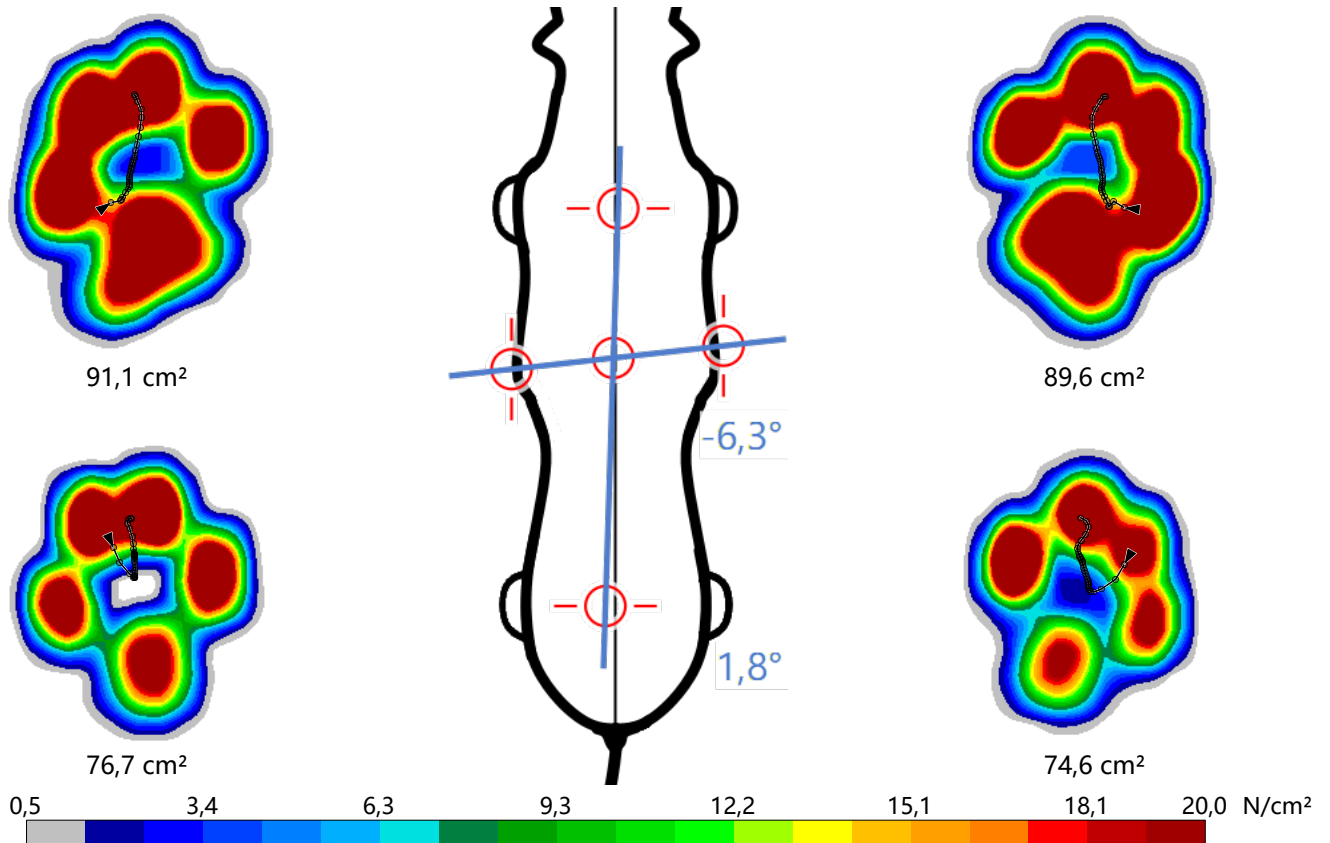 91,1 cm²
89,6 cm²
-6,3°
1,8°
76,7 cm²
74,6 cm²
0,5 3,4 6,3 9,3 12,2 15,1 18,1 20,0 N/cm²